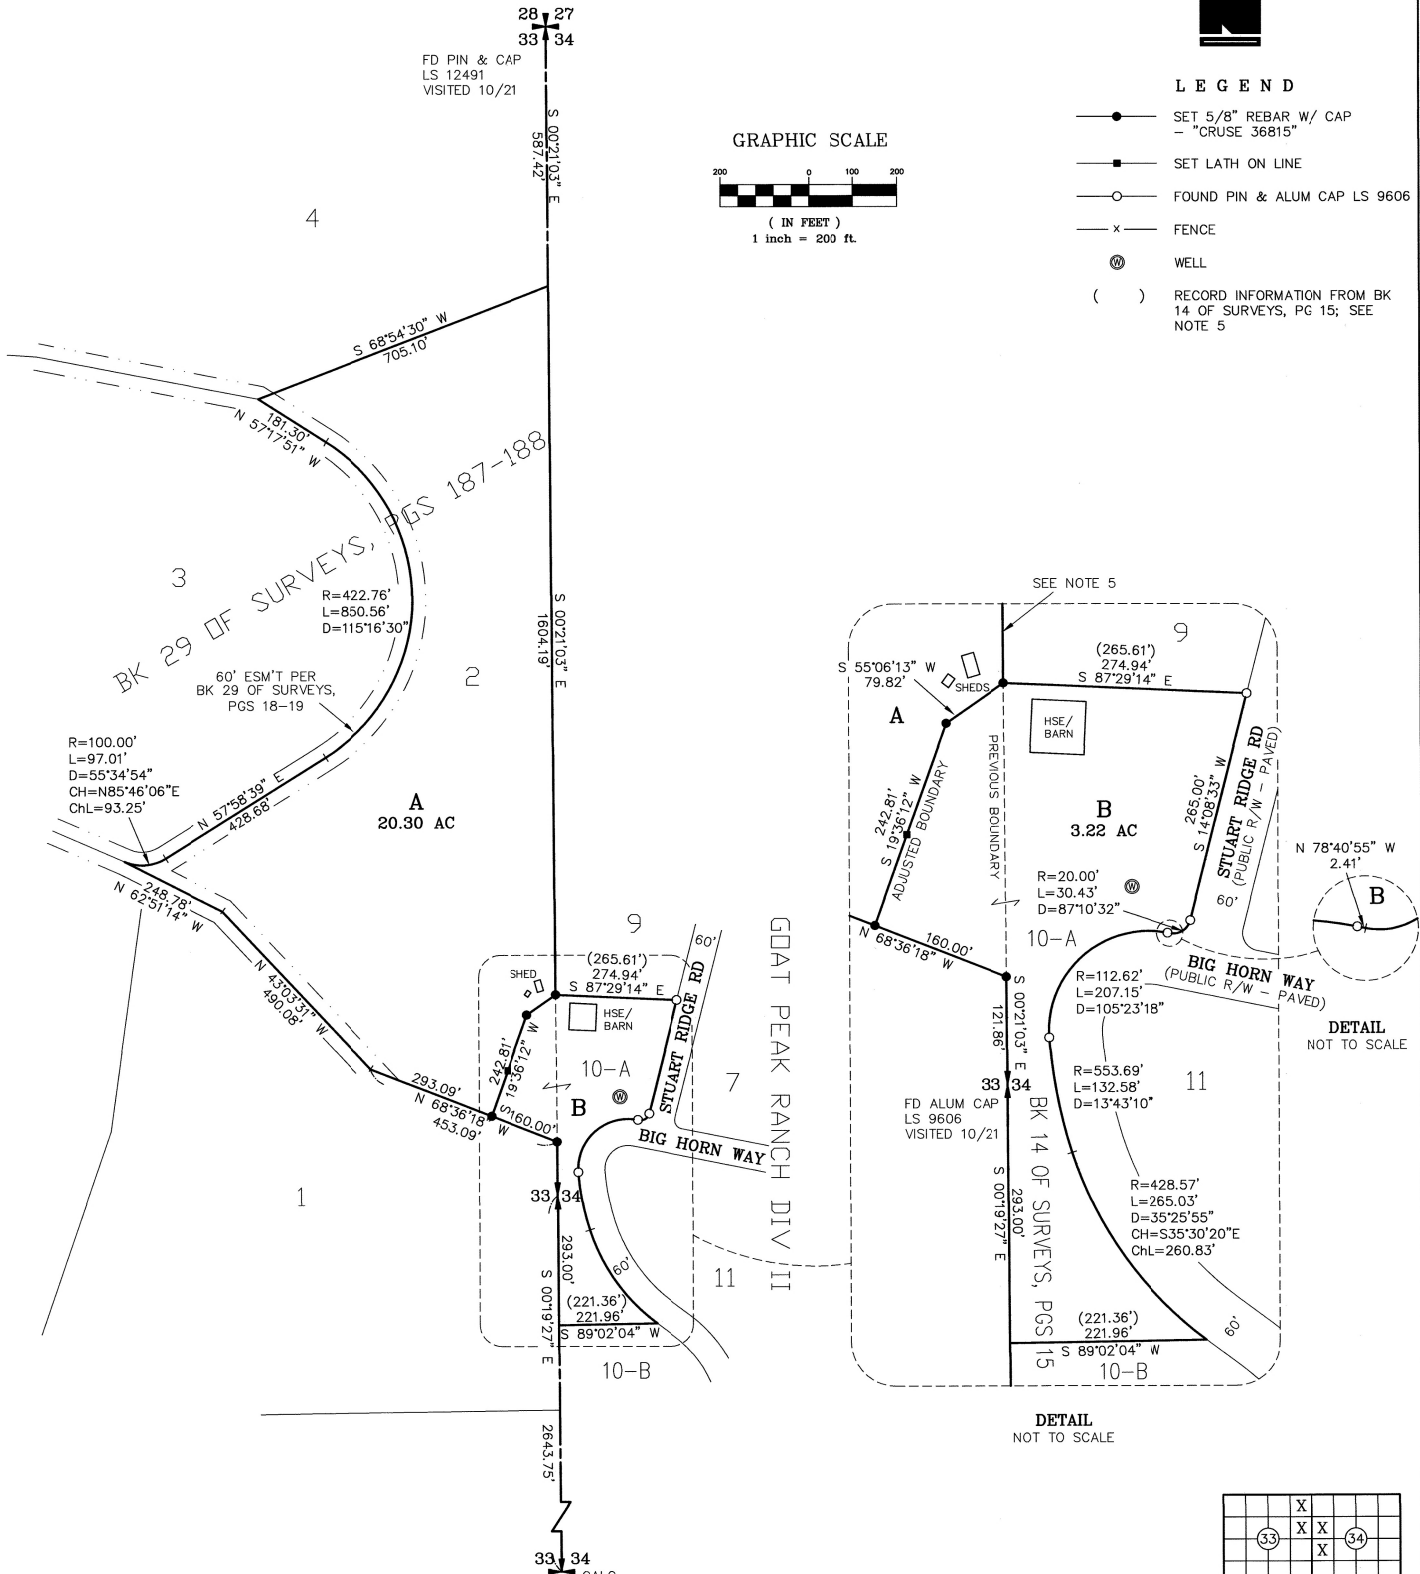 28 27
33 34
FD PIN & CAP
LS 12491
VISITED 10/21
S 00°21'03" E
587.42'
GRAPHIC SCALE
200 0 100 200
( IN FEET )
1 inch = 200 ft.
N
L E G E N D
SET 5/8" REBAR W/ CAP
- "CRUSE 36815"
SET LATH ON LINE
FOUND PIN & ALUM CAP LS 9606
x FENCE
W WELL
( ) RECORD INFORMATION FROM BK
14 OF SURVEYS, PG 15; SEE
NOTE 5
4
S 68°54'30" W
705.10'
181.30'
N 57°17'51" W
BK 29 OF SURVEYS, PGS 187-188
3
R=422.76'
L=850.56'
D=115°16'30"
60' ESM'T PER
BK 29 OF SURVEYS,
PGS 18-19
2
S 00°21'03" E
1604.19'
R=100.00'
L=97.01'
D=55°34'54"
CH=N85°46'06"E
ChL=93.25'
N 57°58'39" E
428.68'
A
20.30 AC
248.78'
N 62°51'14" W
N 43°03'31" W
490.08'
293.09'
N 68°36'18" W
453.09'
1
9
60'
(265.61')
274.94'
S 87°29'14" E
SHED
HSE/
BARN
242.81'
S 19°36'12" W
10-A
W
B
160.00'
STUART RIDGE RD
7
BIG HORN WAY
GOAT PEAK RANCH DIV II
33 34
293.00'
S 00°19'27" E
60'
11
(221.36')
221.96'
S 89°02'04" W
10-B
2643.75'
33 34
CALC
SEE NOTE 5
9
(265.61')
274.94'
S 87°29'14" E
S 55°06'13" W
79.82'
SHEDS
A
HSE/
BARN
PREVIOUS BOUNDARY
242.81'
S 19°36'12" W
ADJUSTED BOUNDARY
B
3.22 AC
265.00'
S 14°08'33" W
STUART RIDGE RD
(PUBLIC R/W - PAVED)
60'
R=20.00'
L=30.43'
D=87°10'32"
W
N 78°40'55" W
2.41'
B
10-A
160.00'
N 68°36'18" W
BIG HORN WAY
(PUBLIC R/W - PAVED)
DETAIL
NOT TO SCALE
R=112.62'
L=207.15'
D=105°23'18"
S 00°21'03" E
121.86'
33 34
FD ALUM CAP
LS 9606
VISITED 10/21
R=553.69'
L=132.58'
D=13°43'10"
11
BK 14 OF SURVEYS, PGS 15
293.00'
S 00°19'27" E
R=428.57'
L=265.03'
D=35°25'55"
CH=S35°30'20"E
ChL=260.83'
(221.36')
221.96'
S 89°02'04" W
60'
10-B
DETAIL
NOT TO SCALE
X
33 X X 34
X